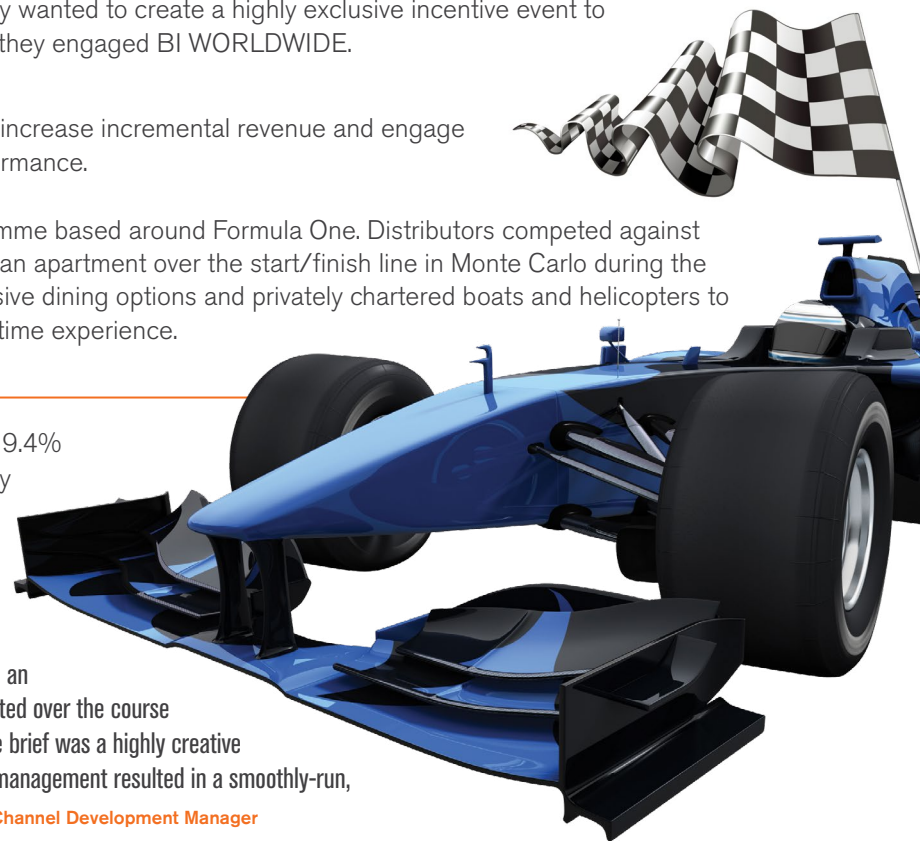 y wanted to create a highly exclusive incentive event to
they engaged BI WORLDWIDE.
increase incremental revenue and engage
rmance.
mme based around Formula One. Distributors competed against
an apartment over the start/finish line in Monte Carlo during the
sive dining options and privately chartered boats and helicopters to
time experience.
9.4%
y
an
ted over the course
e brief was a highly creative
management resulted in a smoothly-run,
Channel Development Manager